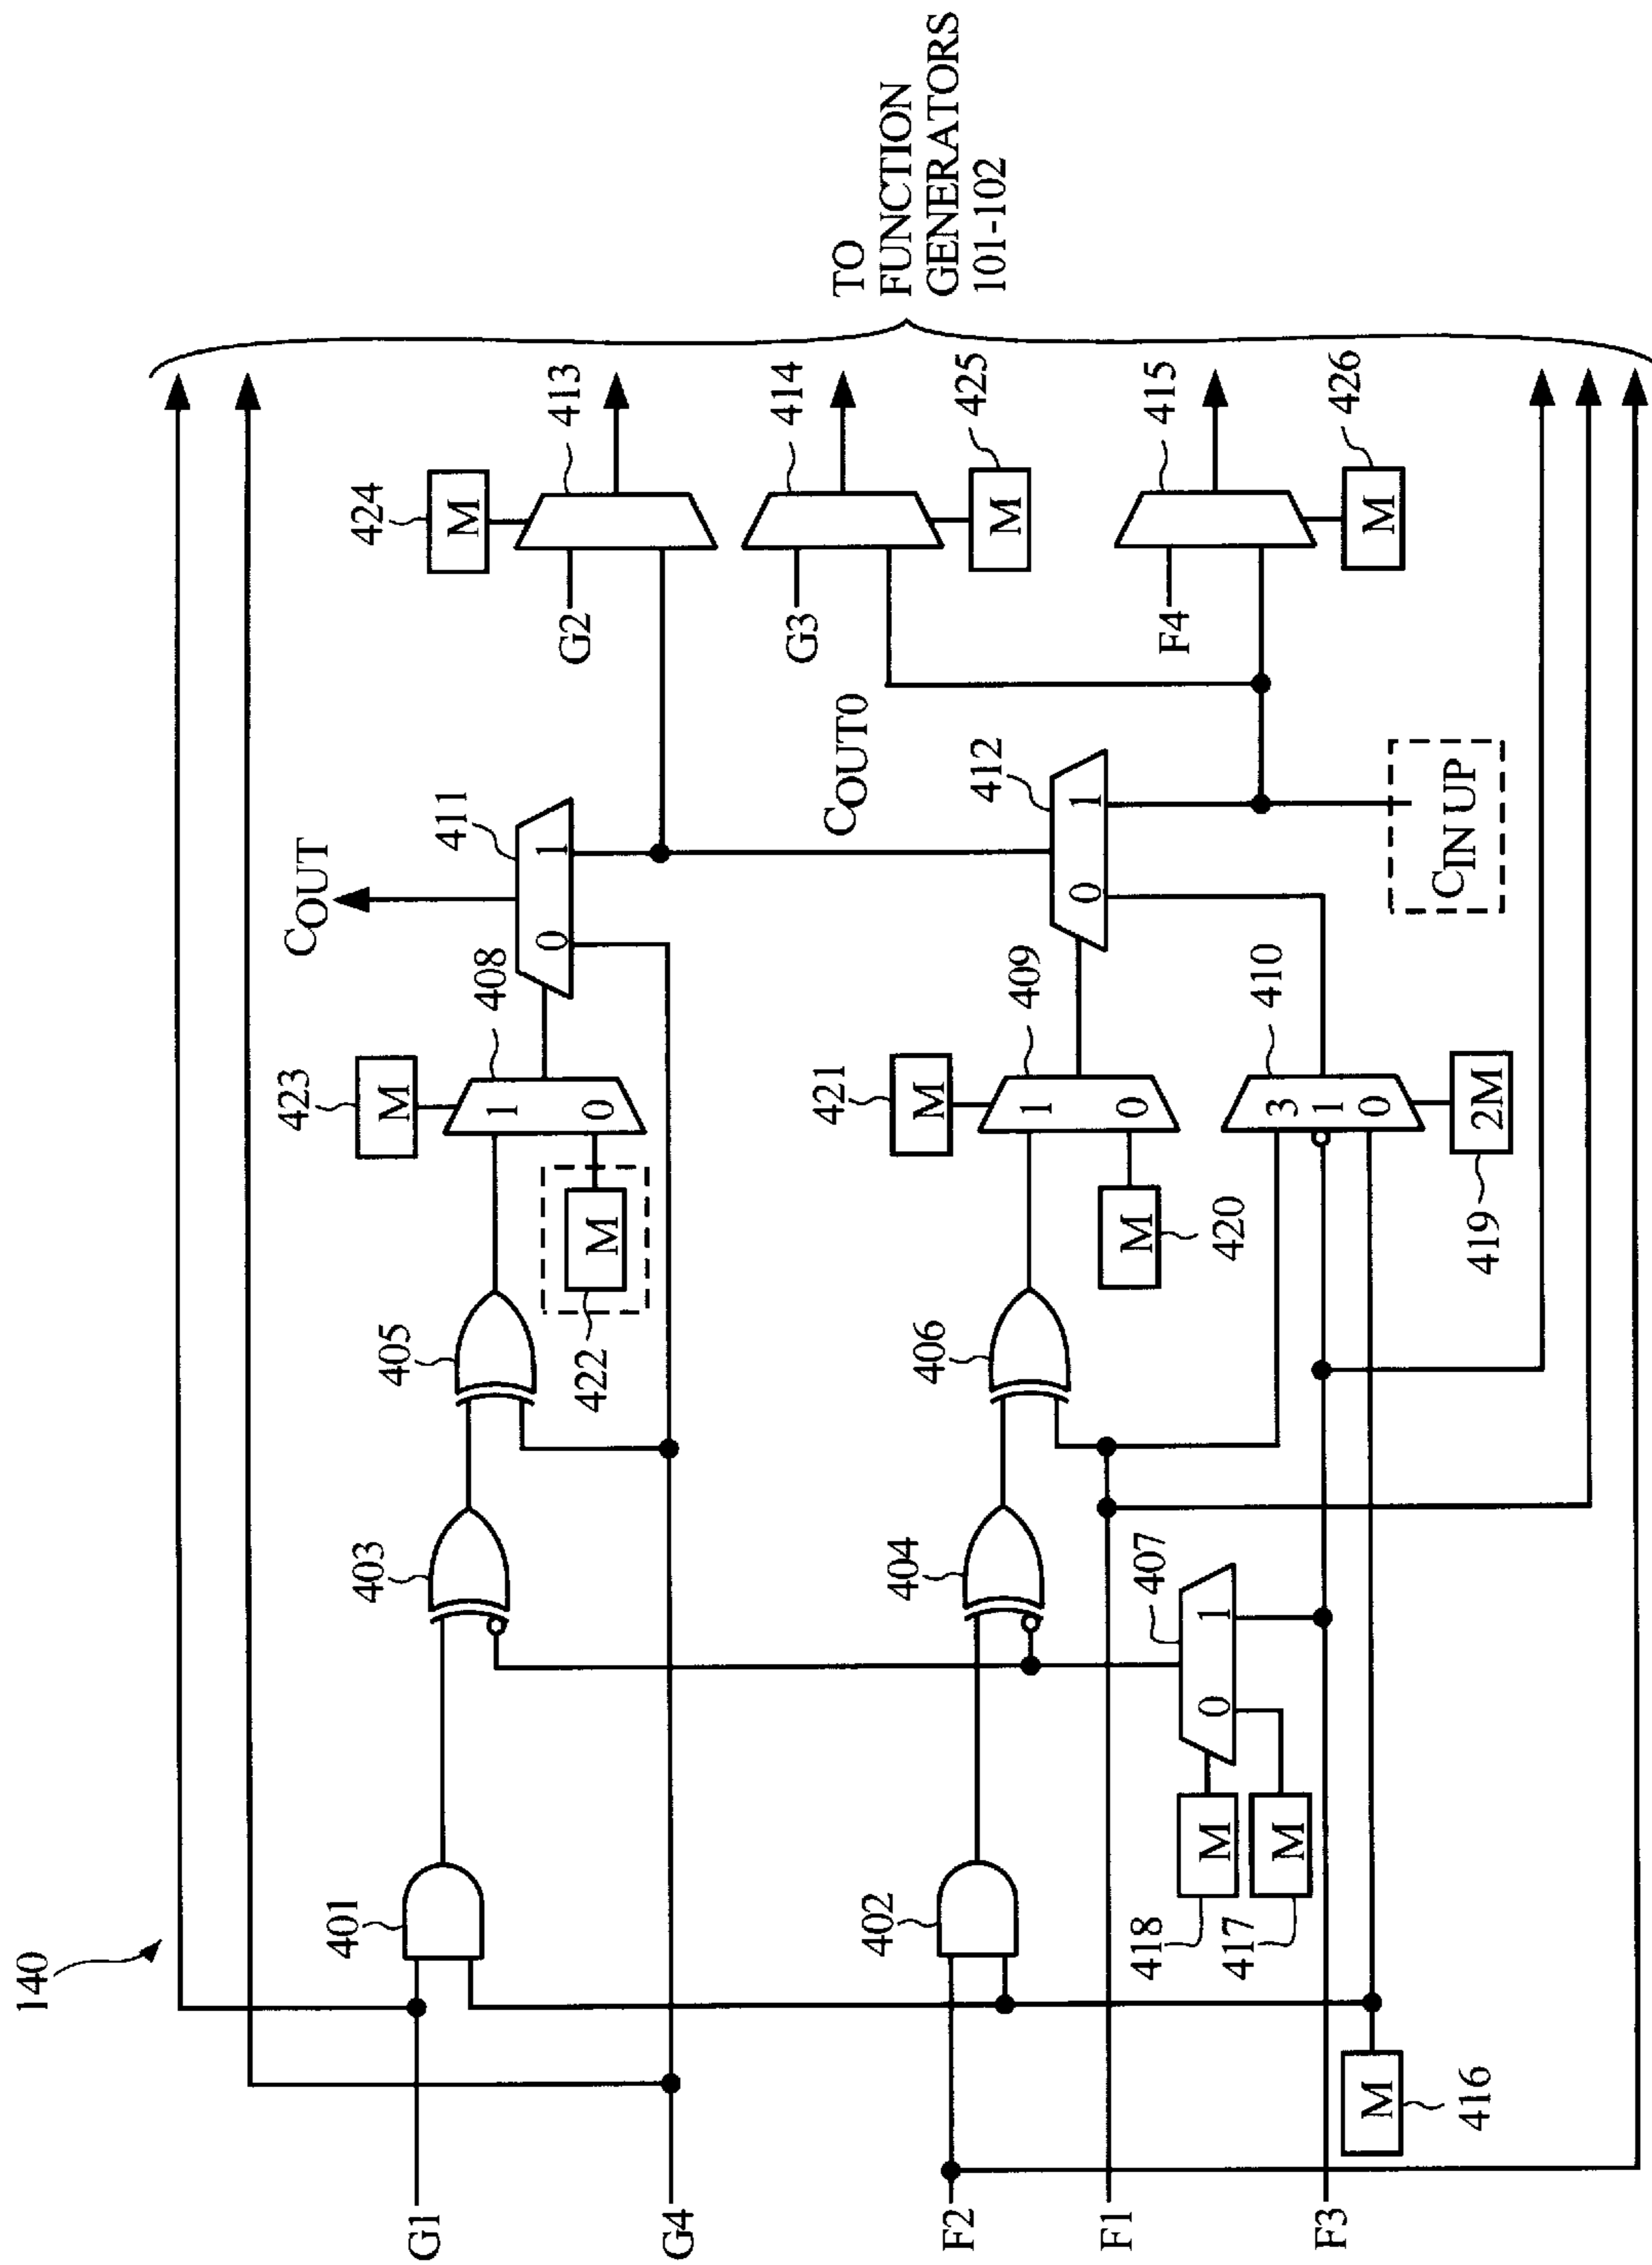 140
G1
G4
F2
F1
F3
401
402
403
404
405
406
407
418
M
417
M
M
416
423
M
408
1
0
M
422
421
M
409
1
0
M
420
410
3
1
0
2M
419
0
1
COUT
411
0
1
COUT0
412
0
1
CIN UP
424
M
413
G2
414
G3
425
M
415
F4
426
M
TO
FUNCTION
GENERATORS
101-102